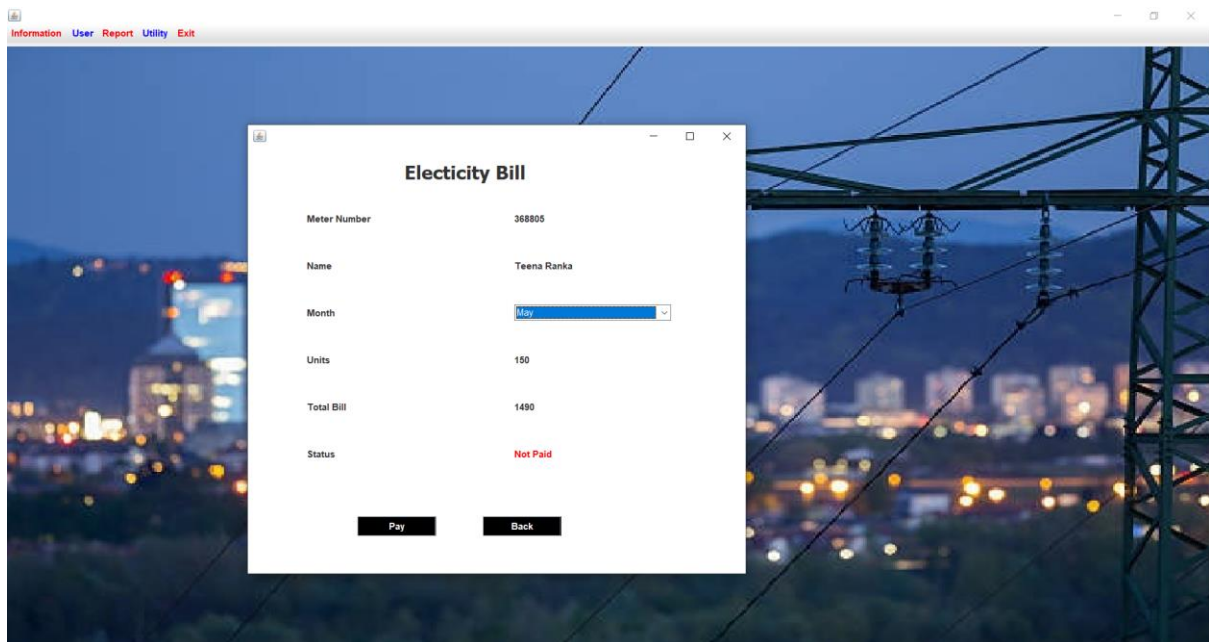 Information User Report Utility Exit
Electicity Bill
Meter Number 368805
Name Teena Ranka
Month May
Units 150
Total Bill 1490
Status Not Paid
Pay Back